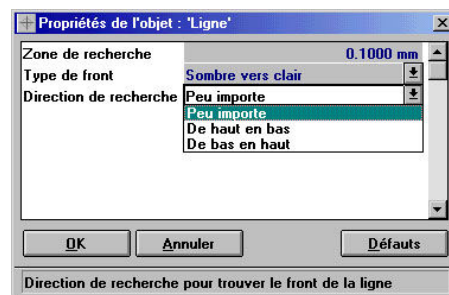 Propriétés de l'objet : 'Ligne'
Zone de recherche 0.1000 mm
Type de front Sombre vers clair
Direction de recherche Peu importe
Peu importe
De haut en bas
De bas en haut
OK Annuler Défauts
Direction de recherche pour trouver le front de la ligne